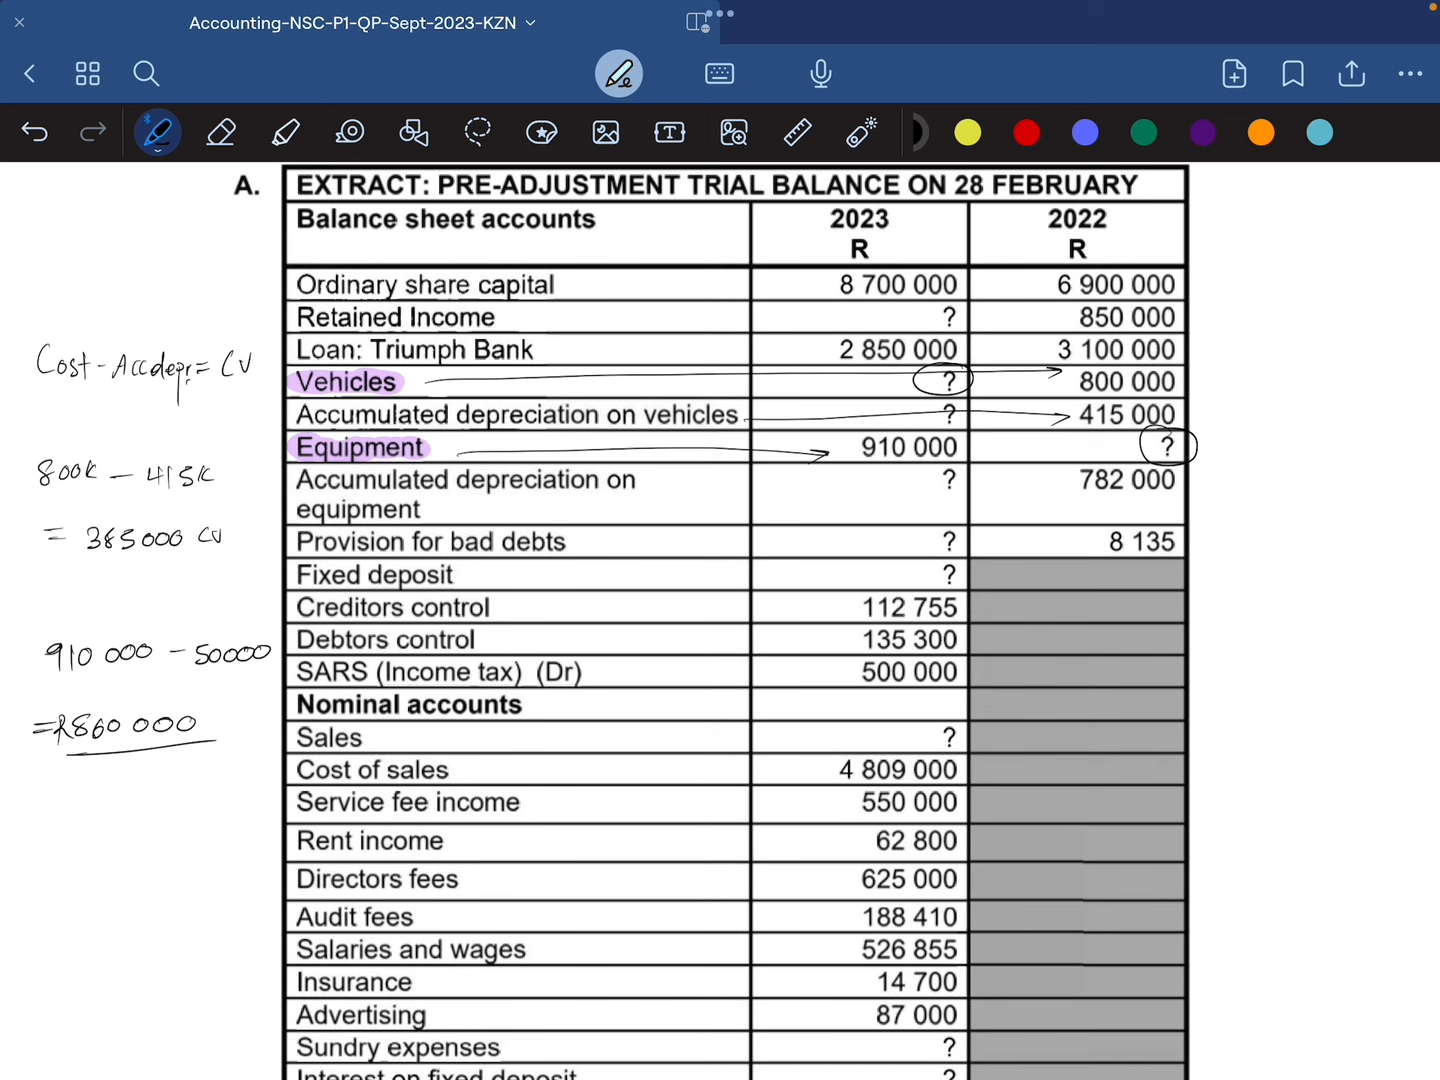 Accounting-NSC-P1-QP-Sept-2023-KZN
A. EXTRACT: PRE-ADJUSTMENT TRIAL BALANCE ON 28 FEBRUARY
Balance sheet accounts 2023 R 2022 R
Ordinary share capital 8 700 000 6 900 000
Retained Income ? 850 000
Loan: Triumph Bank 2 850 000 3 100 000
Vehicles ? 800 000
Accumulated depreciation on vehicles ? 415 000
Equipment 910 000 ?
Accumulated depreciation on ? 782 000
equipment
Provision for bad debts ? 8 135
Fixed deposit ?
Creditors control 112 755
Debtors control 135 300
SARS (Income tax) (Dr) 500 000
Nominal accounts
Sales ?
Cost of sales 4 809 000
Service fee income 550 000
Rent income 62 800
Directors fees 625 000
Audit fees 188 410
Salaries and wages 526 855
Insurance 14 700
Advertising 87 000
Sundry expenses ?
Interest on fixed deposit ?
Cost - Accdepr = CV
800K - 415K
= 385000 CV
910 000 - 50000
= R860 000